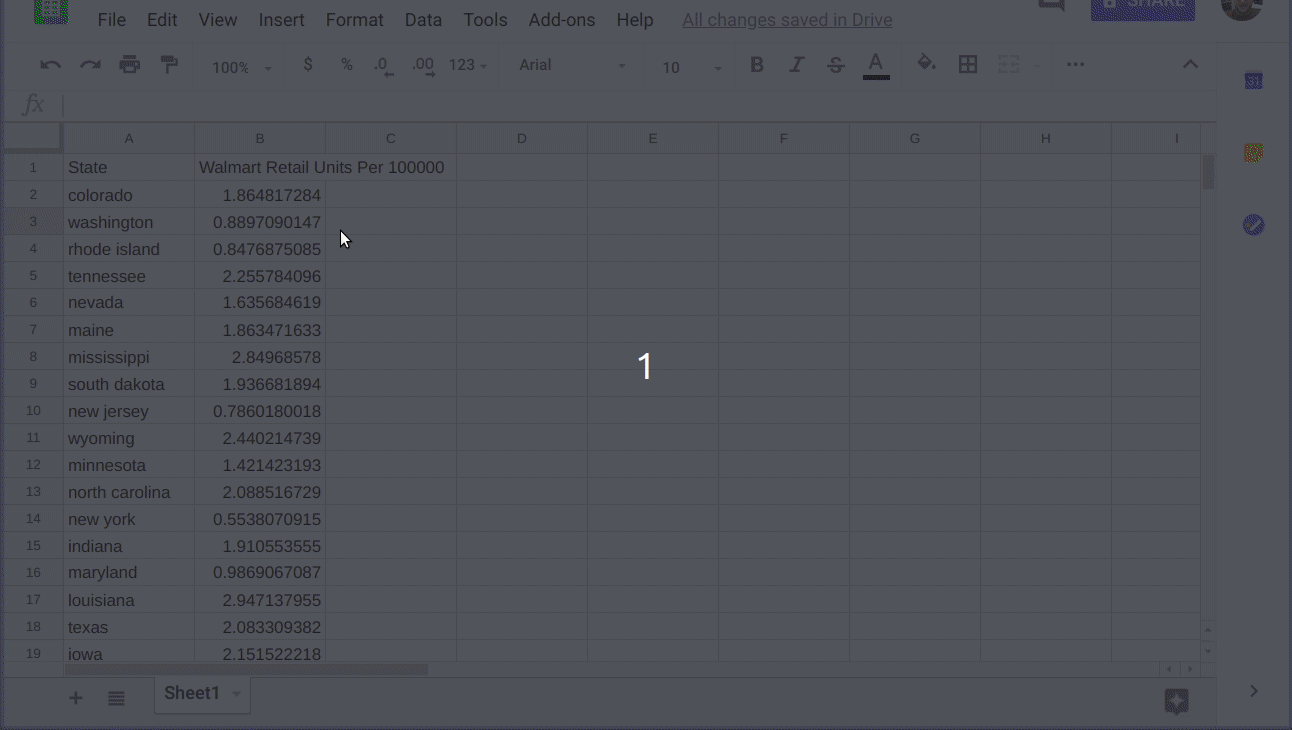 SHARE
File Edit View Insert Format Data Tools Add-ons Help All changes saved in Drive
100% $ % .0 .00 123 Arial 10 B I S A
31
fx
A B C D E F G H I
1 State Walmart Retail Units Per 100000
2 colorado 1.864817284
3 washington 0.8897090147
4 rhode island 0.8476875085
5 tennessee 2.255784096
6 nevada 1.635684619
7 maine 1.863471633
8 mississippi 2.84968578
1
9 south dakota 1.936681894
10 new jersey 0.7860180018
11 wyoming 2.440214739
12 minnesota 1.421423193
13 north carolina 2.088516729
14 new york 0.5538070915
15 indiana 1.910553555
16 maryland 0.9869067087
17 louisiana 2.947137955
18 texas 2.083309382
19 iowa 2.151522218
Sheet1